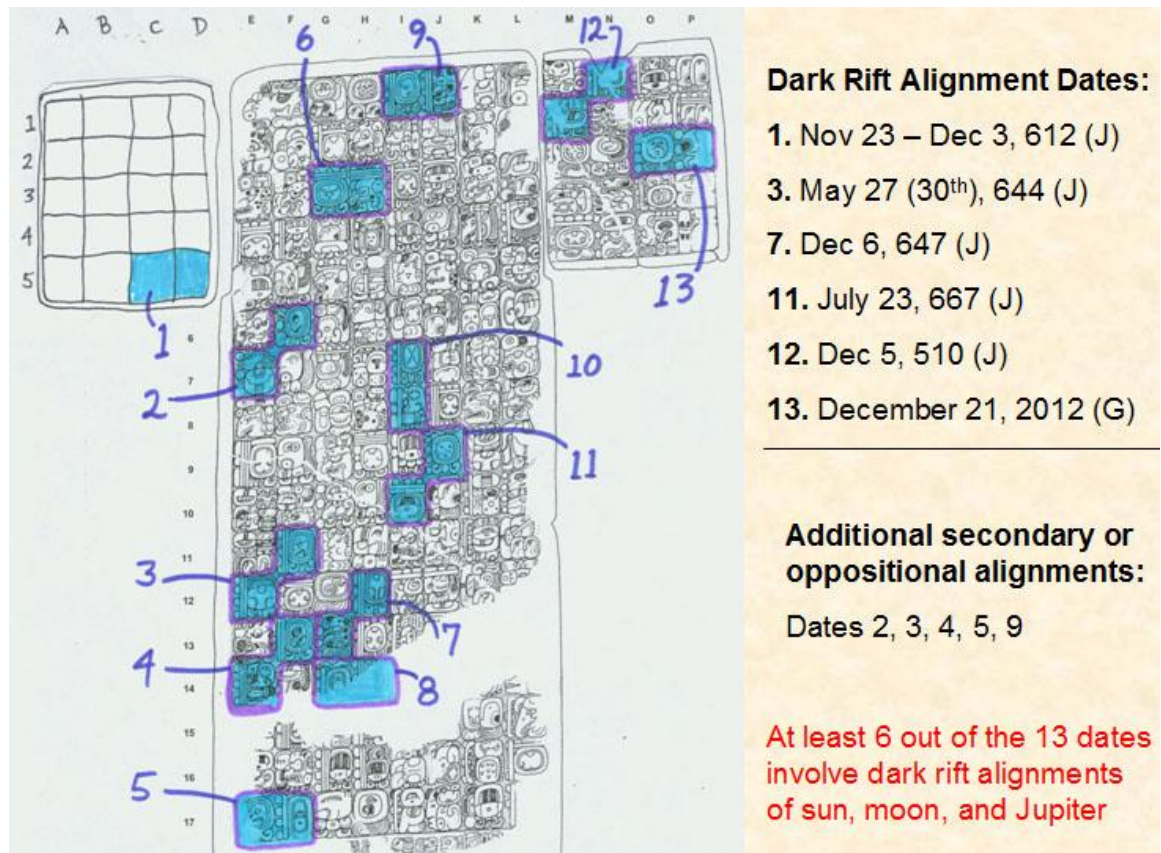 A B C D
E F G H I J K L
M N O P
6
9
12
1
2
3
4
5
13
1
6
7
2
8
9
10
10
11
11
3
12
13
7
4
14
8
15
16
5
17
Dark Rift Alignment Dates:
1. Nov 23 – Dec 3, 612 (J)
3. May 27 (30th), 644 (J)
7. Dec 6, 647 (J)
11. July 23, 667 (J)
12. Dec 5, 510 (J)
13. December 21, 2012 (G)
Additional secondary or
oppositional alignments:
Dates 2, 3, 4, 5, 9
At least 6 out of the 13 dates
involve dark rift alignments
of sun, moon, and Jupiter